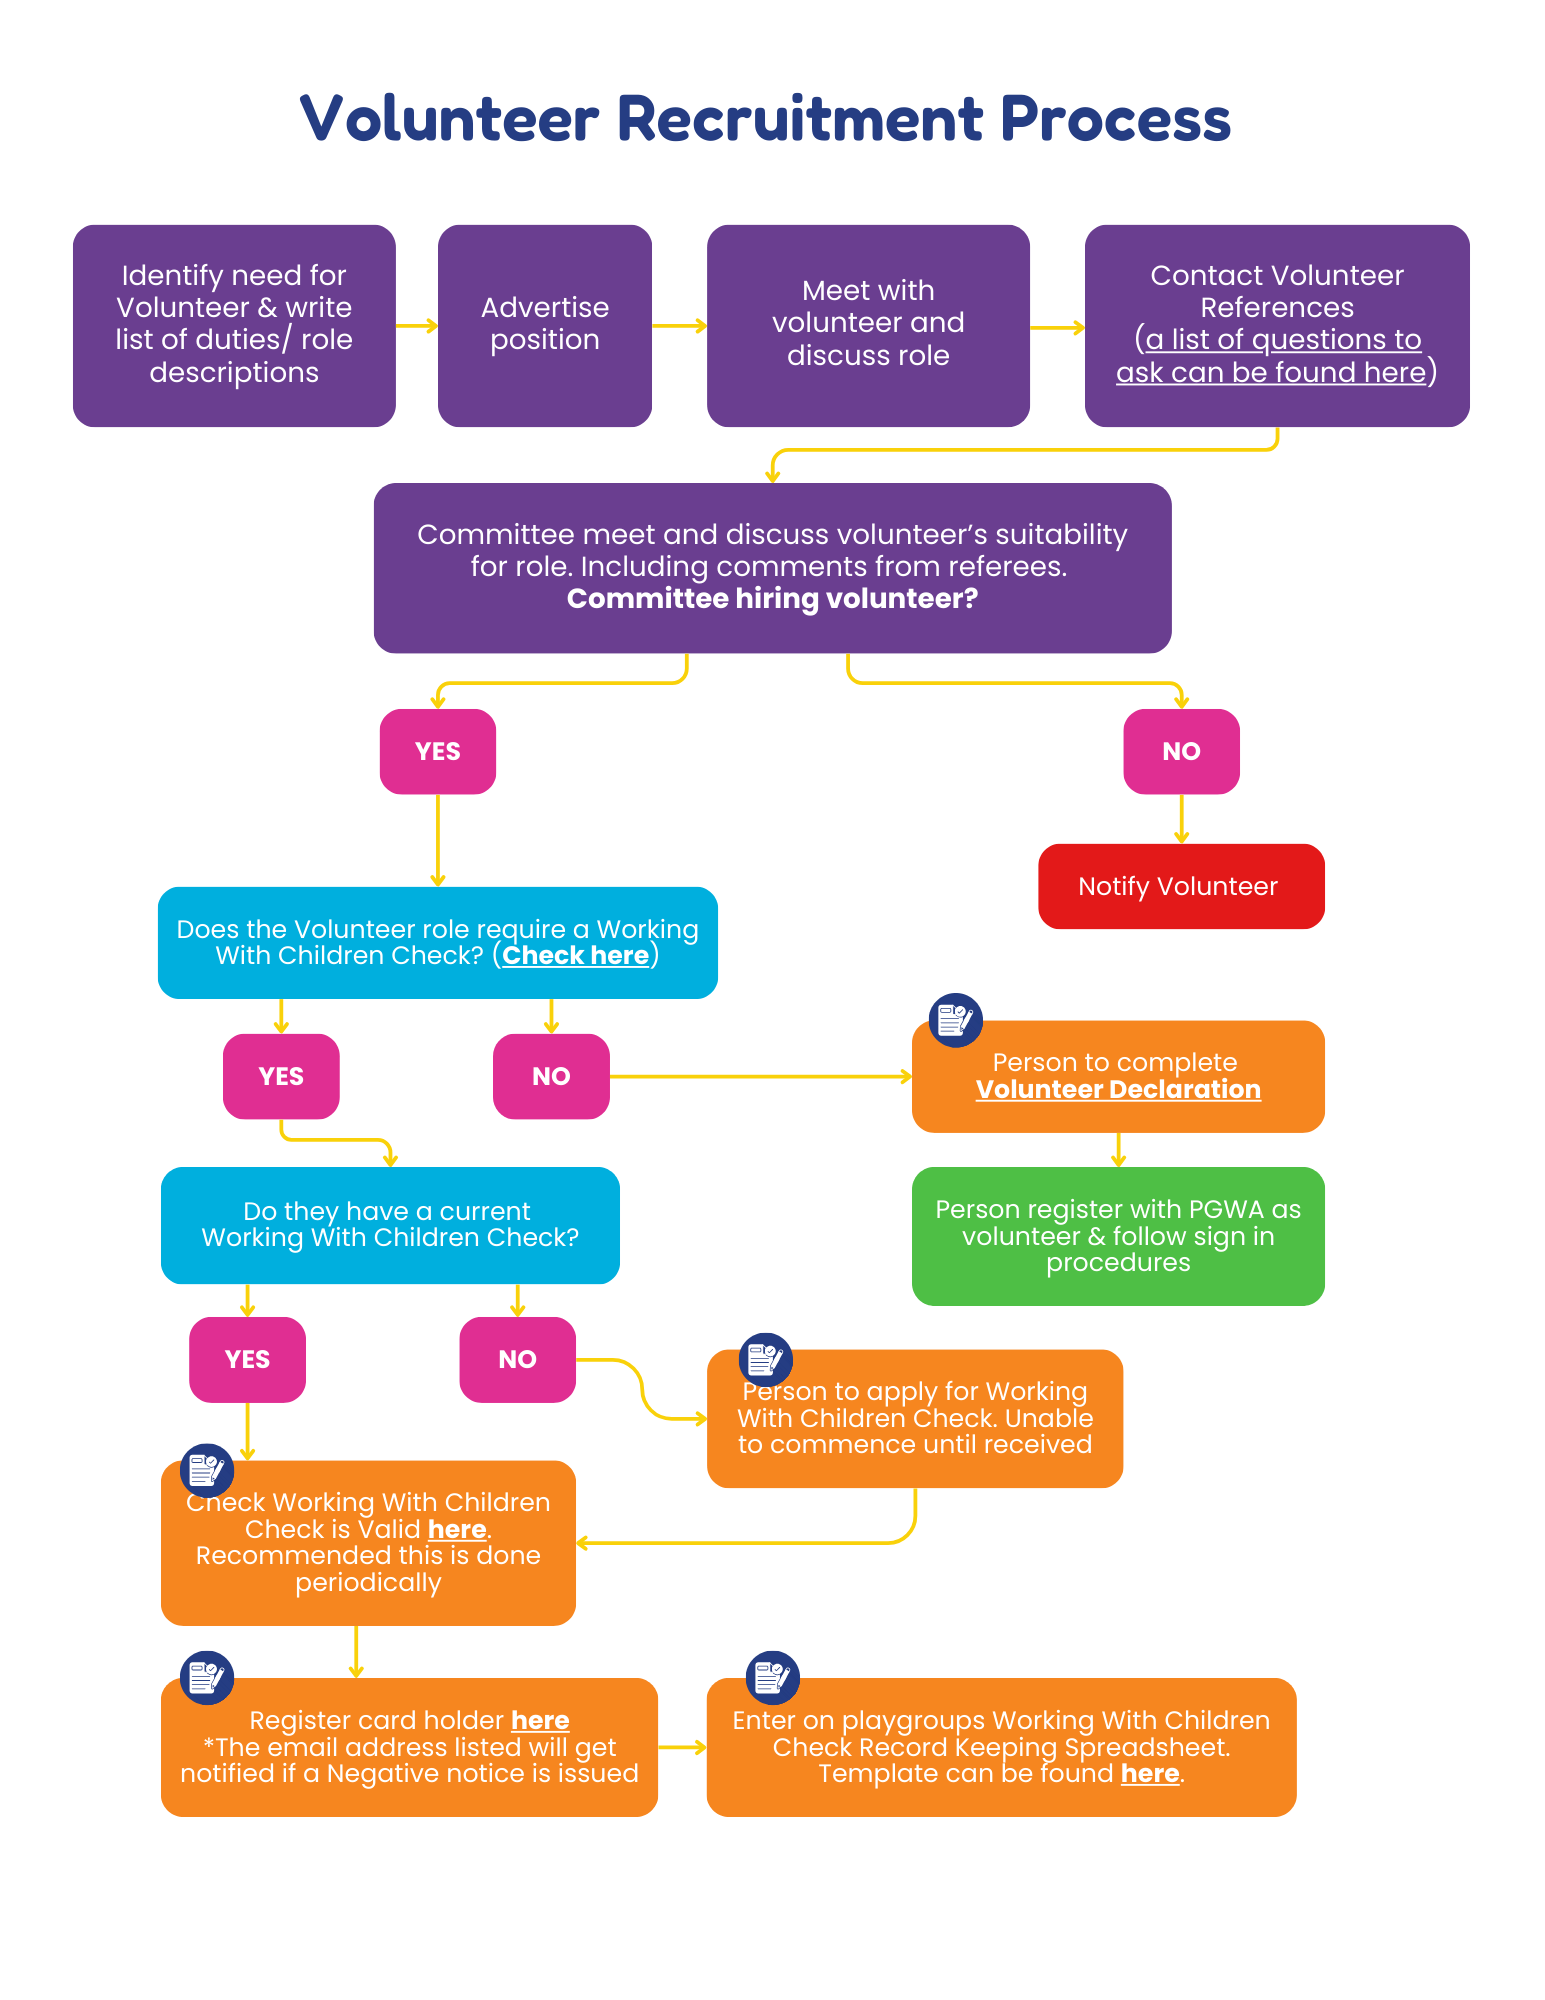 Volunteer Recruitment Process
Identify need for
Volunteer & write
list of duties/ role
descriptions
Advertise
position
Meet with
volunteer and
discuss role
Contact Volunteer
References
(a list of questions to
ask can be found here)
Committee meet and discuss volunteer's suitability
for role. Including comments from referees.
Committee hiring volunteer?
YES
NO
Notify Volunteer
Does the Volunteer role require a Working
With Children Check? (Check here)
YES
NO
Person to complete
Volunteer Declaration
Person register with PGWA as
volunteer & follow sign in
procedures
Do they have a current
Working With Children Check?
YES
NO
Person to apply for Working
With Children Check. Unable
to commence until received
Check Working With Children
Check is Valid here.
Recommended this is done
periodically
Register card holder here
*The email address listed will get
notified if a Negative notice is issued
Enter on playgroups Working With Children
Check Record Keeping Spreadsheet.
Template can be found here.